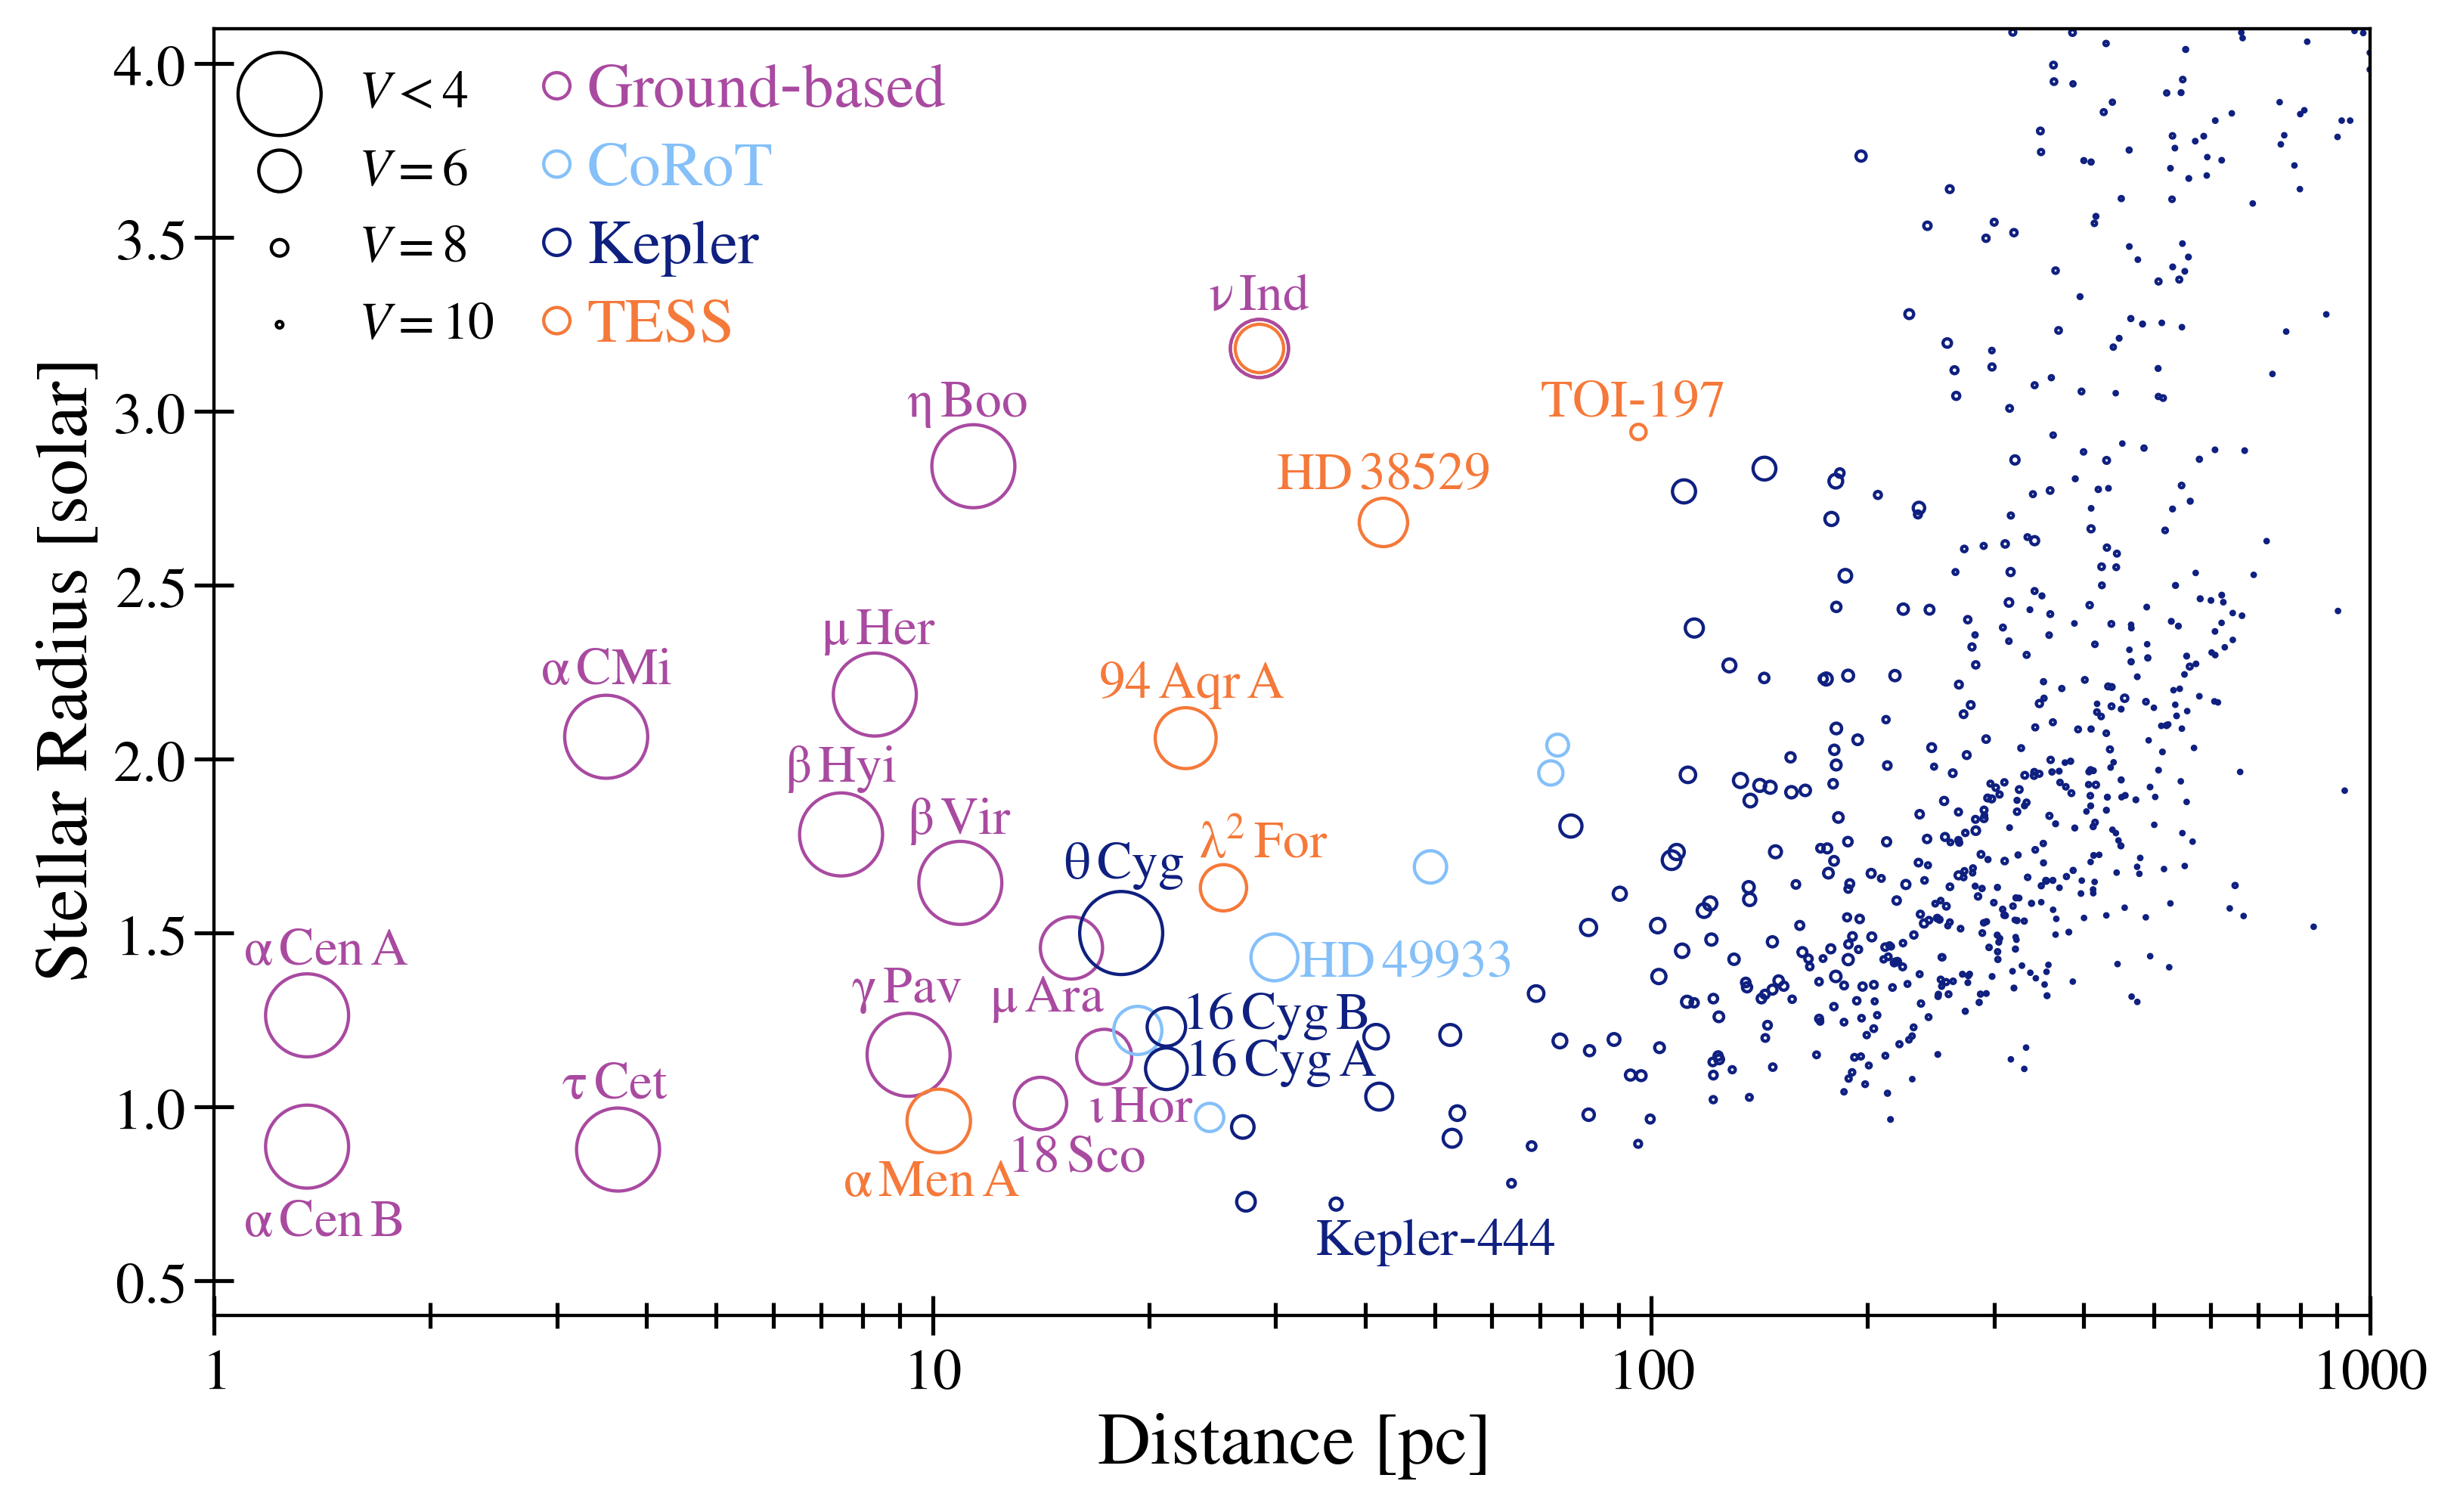 V < 4
V = 6
V = 8
V = 10
Ground-based
CoRoT
Kepler
TESS
4.0
3.5
3.0
2.5
2.0
1.5
1.0
0.5
Stellar Radius [solar]
ν Ind
η Boo
TOI-197
HD 38529
μ Her
α CMi
94 Aqr A
β Hyi
β Vir
θ Cyg
λ² For
α Cen A
HD 49933
γ Pav
μ Ara
16 Cyg B
16 Cyg A
τ Cet
ι Hor
18 Sco
α Men A
α Cen B
Kepler-444
1
10
100
1000
Distance [pc]